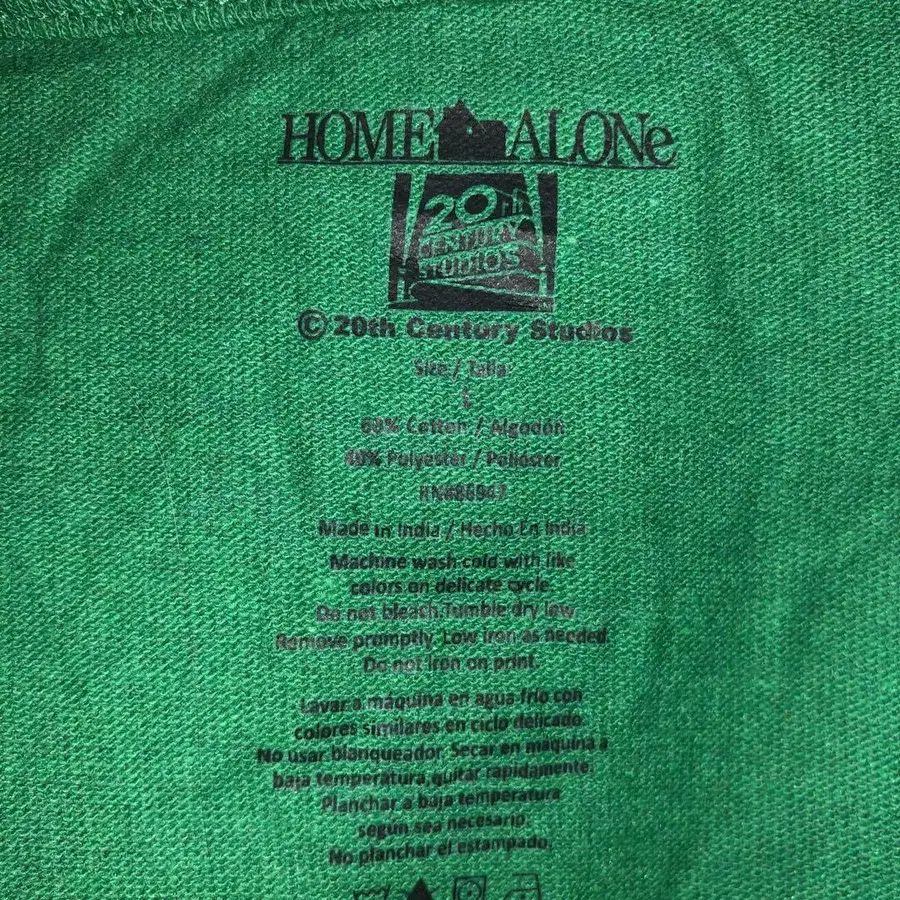 HOME ALONe
20th
CENTURY
STUDIOS
©20th Century Studios
Size / Talla
L
60% Cotton / Algodón
40% Polyester / Poliéster
RN#86947
Made in India / Hecho En India
Machine wash cold with like
colors on delicate cycle.
Do not bleach.Tumble dry low
Remove promptly. Low iron as needed.
Do not iron on print.
Lavar a máquina en agua frío con
colores similares en ciclo delicado.
No usar blanqueador. Secar en máquina a
baja temperatura,quitar rapidamente.
Planchar a baja temperatura
según sea necesario.
No planchar el estampado.